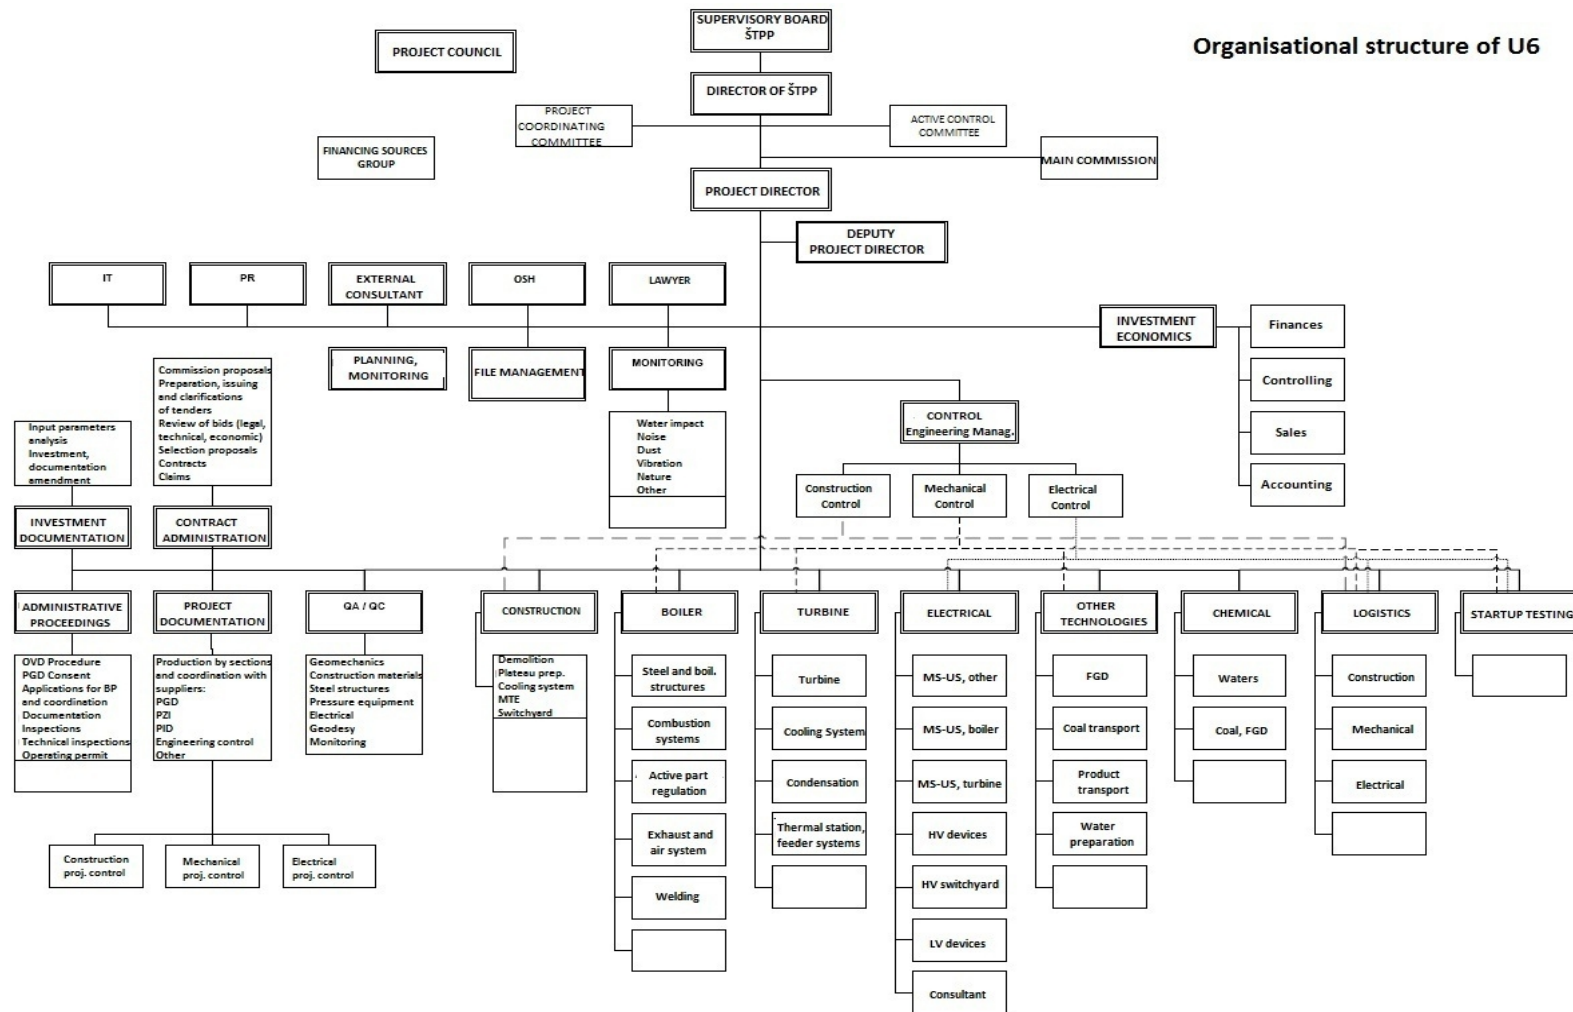 SUPERVISORY BOARD
ŠTPP
PROJECT COUNCIL
Organisational structure of U6
DIRECTOR OF ŠTPP
PROJECT
COORDINATING
COMMITTEE
ACTIVE CONTROL
COMMITTEE
FINANCING SOURCES
GROUP
MAIN COMMISSION
PROJECT DIRECTOR
DEPUTY
PROJECT DIRECTOR
IT
PR
EXTERNAL
CONSULTANT
OSH
LAWYER
INVESTMENT
ECONOMICS
Finances
Controlling
Sales
Accounting
PLANNING,
MONITORING
FILE MANAGEMENT
MONITORING
Water impact
Noise
Dust
Vibration
Nature
Other
Commission proposals
Preparation, issuing
and clarifications
of tenders
Review of bids (legal,
technical, economic)
Selection proposals
Contracts
Claims
Input parameters
analysis
Investment,
documentation
amendment
CONTROL
Engineering Manag.
Construction
Control
Mechanical
Control
Electrical
Control
INVESTMENT
DOCUMENTATION
CONTRACT
ADMINISTRATION
ADMINISTRATIVE
PROCEEDINGS
PROJECT
DOCUMENTATION
QA / QC
CONSTRUCTION
BOILER
TURBINE
ELECTRICAL
OTHER
TECHNOLOGIES
CHEMICAL
LOGISTICS
STARTUP TESTING
OVD Procedure
PGD Consent
Applications for BP
and coordination
Documentation
Inspections
Technical inspections
Operating permit
Production by sections
and coordination with
suppliers:
PGD
PZI
PID
Engineering control
Other
Geomechanics
Construction materials
Steel structures
Pressure equipment
Electrical
Geodesy
Monitoring
Demolition
Plateau prep.
Cooling system
MTE
Switchyard
Steel and boil.
structures
Combustion
systems
Active part
regulation
Exhaust and
air system
Welding
Turbine
Cooling System
Condensation
Thermal station,
feeder systems
MS-US, other
MS-US, boiler
MS-US, turbine
HV devices
HV switchyard
LV devices
Consultant
FGD
Coal transport
Product
transport
Water
preparation
Waters
Coal, FGD
Construction
Mechanical
Electrical
Construction
proj. control
Mechanical
proj. control
Electrical
proj. control